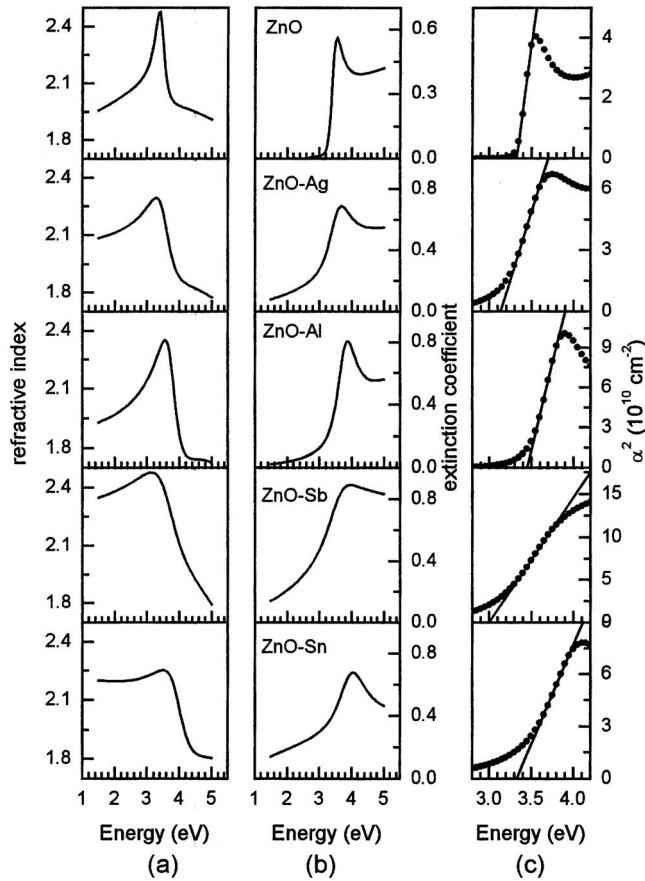 2.4
2.1
1.8
ZnO
0.6
0.3
0.0
4
2
0
2.4
2.1
1.8
ZnO-Ag
0.8
0.4
0.0
6
3
0
2.4
2.1
1.8
ZnO-Al
0.8
0.4
0.0
9
6
3
0
2.4
2.1
1.8
ZnO-Sb
0.8
0.4
0.0
15
10
5
0
2.4
2.1
1.8
ZnO-Sn
0.8
0.4
0.0
6
3
0
refractive index
extinction coefficient
α² (10¹⁰ cm⁻²)
1 2 3 4 5
1 2 3 4 5
3.0 3.5 4.0
Energy (eV)
Energy (eV)
Energy (eV)
(a)
(b)
(c)